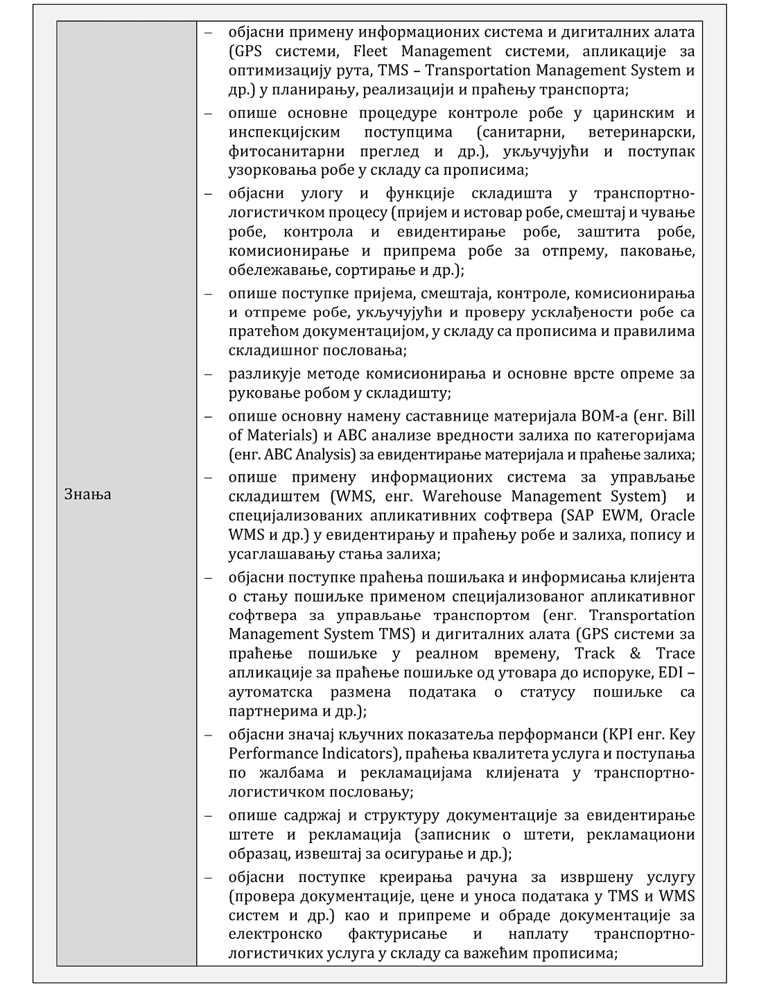 Знања
– објасни примену информационих система и дигиталних алата
(GPS системи, Fleet Management системи, апликације за
оптимизацију рута, TMS – Transportation Management System и
др.) у планирању, реализацији и праћењу транспорта;
– опише основне процедуре контроле робе у царинским и
инспекцијским поступцима (санитарни, ветеринарски,
фитосанитарни преглед и др.), укључујући и поступак
узорковања робе у складу са прописима;
– објасни улогу и функције складишта у транспортно-
логистичком процесу (пријем и истовар робе, смештај и чување
робе, контрола и евидентирање робе, заштита робе,
комисионирање и припрема робе за отпрему, паковање,
обележавање, сортирање и др.);
– опише поступке пријема, смештаја, контроле, комисионирања
и отпреме робе, укључујући и проверу усклађености робе са
пратећом документацијом, у складу са прописима и правилима
складишног пословања;
– разликује методе комисионирања и основне врсте опреме за
руковање робом у складишту;
– опише основну намену саставнице материјала BOM-а (енг. Bill
of Materials) и ABC анализе вредности залиха по категоријама
(енг. ABC Analysis) за евидентирање материјала и праћење залиха;
– опише примену информационих система за управљање
складиштем (WMS, енг. Warehouse Management System) и
специјализованих апликативних софтвера (SAP EWM, Oracle
WMS и др.) у евидентирању и праћењу робе и залиха, попису и
усаглашавању стања залиха;
– објасни поступке праћења пошиљака и информисања клијента
о стању пошиљке применом специјализованог апликативног
софтвера за управљање транспортом (енг. Transportation
Management System TMS) и дигиталних алата (GPS системи за
праћење пошиљке у реалном времену, Track & Trace
апликације за праћење пошиљке од утовара до испоруке, EDI –
аутоматска размена података о статусу пошиљке са
партнерима и др.);
– објасни значај кључних показатеља перформанси (KPI енг. Key
Performance Indicators), праћења квалитета услуга и поступања
по жалбама и рекламацијама клијената у транспортно-
логистичком пословању;
– опише садржај и структуру документације за евидентирање
штете и рекламација (записник о штети, рекламациони
образац, извештај за осигурање и др.);
– објасни поступке креирања рачуна за извршену услугу
(провера документације, цене и уноса података у TMS и WMS
систем и др.) као и припреме и обраде документације за
електронско фактурисање и наплату транспортно-
логистичких услуга у складу са важећим прописима;